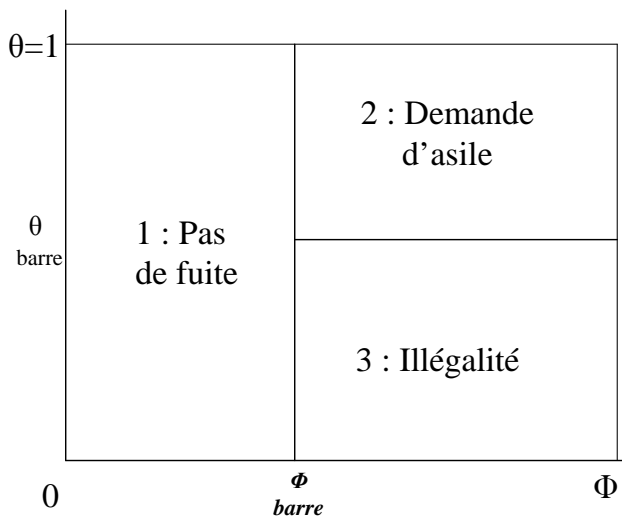 θ=1
2 : Demande
d’asile
θ
barre
1 : Pas
de fuite
3 : Illégalité
0
Φ
barre
Φ